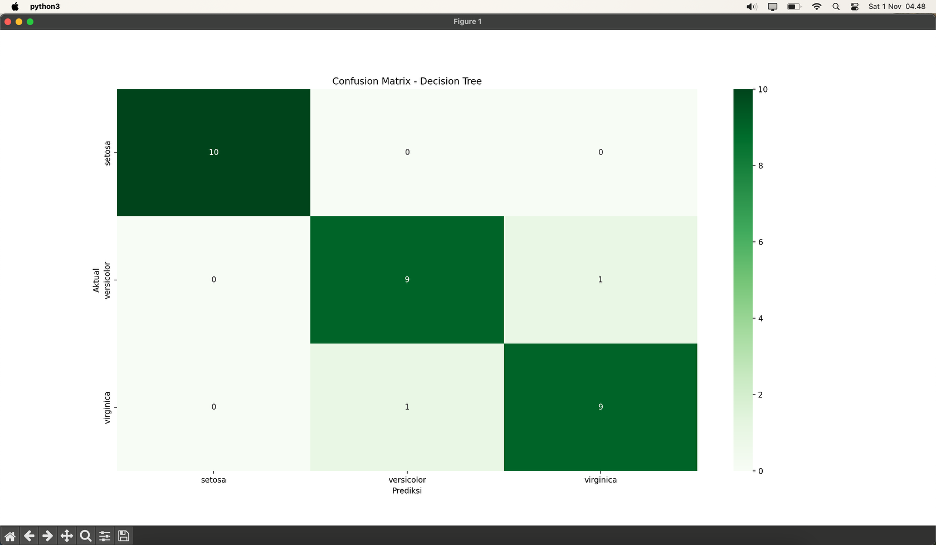 python3
Sat 1 Nov 04.48
Figure 1
Confusion Matrix - Decision Tree
10
0
0
0
9
1
0
1
9
setosa
versicolor
virginica
Aktual
setosa
versicolor
virginica
Prediksi
10
8
6
4
2
0